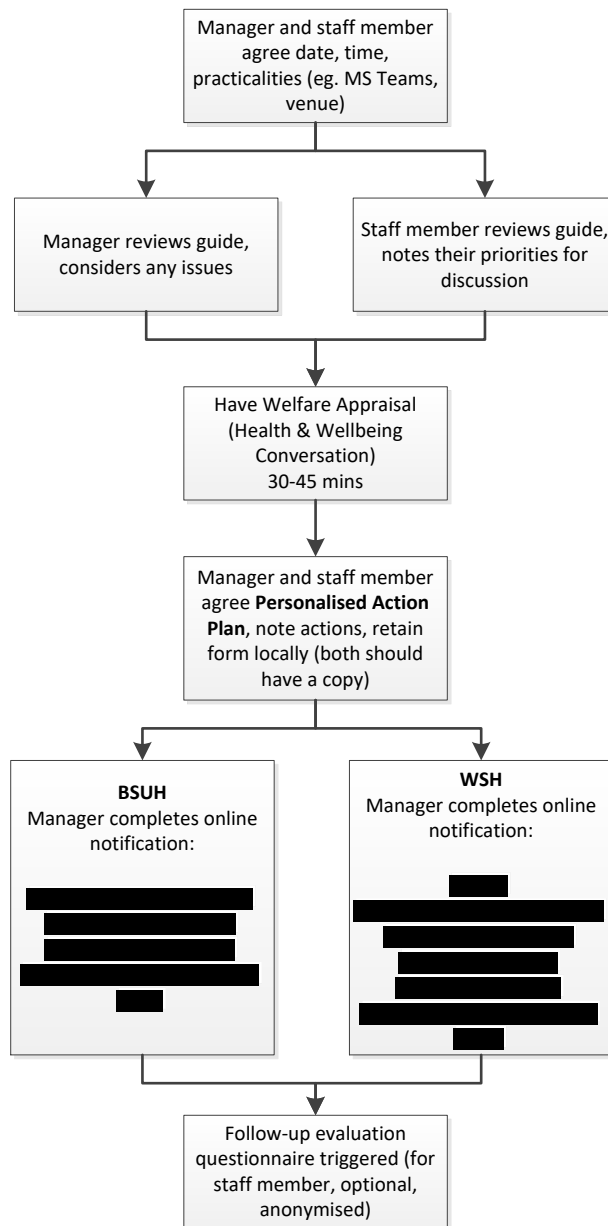 Manager and staff member
agree date, time,
practicalities (eg. MS Teams,
venue)
Manager reviews guide,
considers any issues
Staff member reviews guide,
notes their priorities for
discussion
Have Welfare Appraisal
(Health & Wellbeing
Conversation)
30-45 mins
Manager and staff member
agree Personalised Action
Plan, note actions, retain
form locally (both should
have a copy)
BSUH
Manager completes online
notification:
WSH
Manager completes online
notification:
Follow-up evaluation
questionnaire triggered (for
staff member, optional,
anonymised)